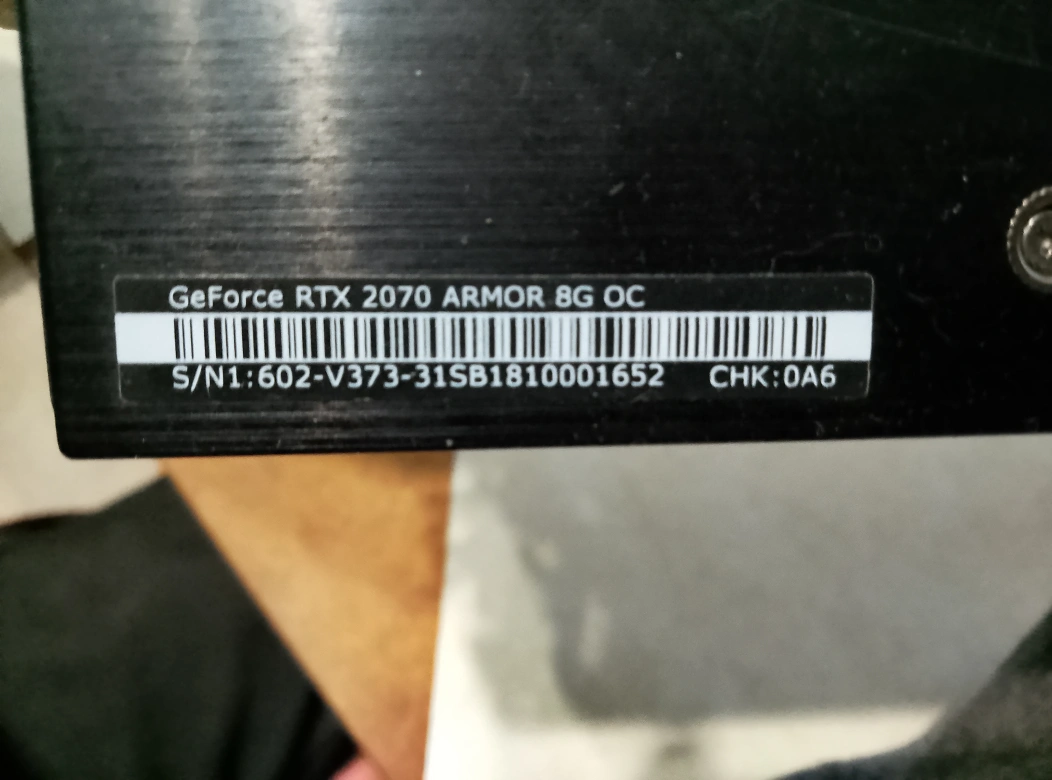 GeForce RTX 2070 ARMOR 8G OC
S/N1:602-V373-31SB1810001652 CHK:0A6